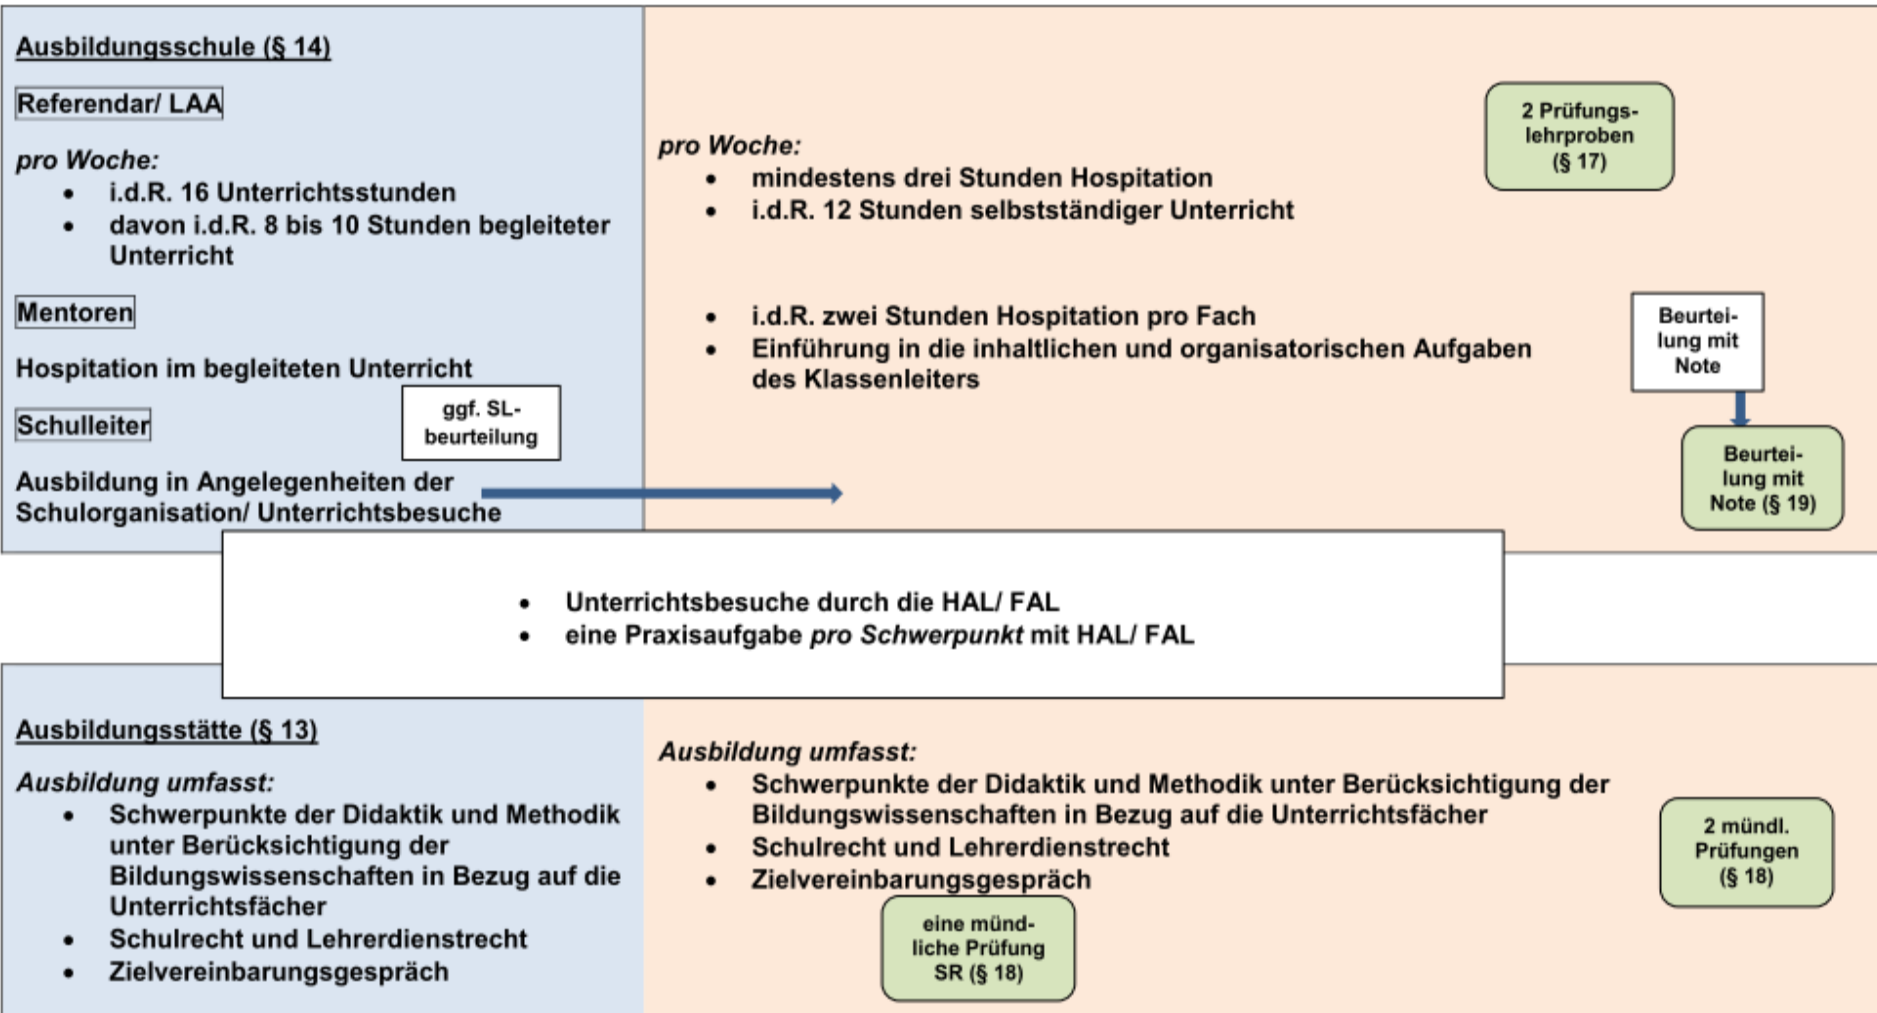 Ausbildungsschule (§ 14)
Referendar/ LAA
pro Woche:
• i.d.R. 16 Unterrichtsstunden
• davon i.d.R. 8 bis 10 Stunden begleiteter
Unterricht
Mentoren
Hospitation im begleiteten Unterricht
Schulleiter
ggf. SL-
beurteilung
Ausbildung in Angelegenheiten der
Schulorganisation/ Unterrichtsbesuche
pro Woche:
• mindestens drei Stunden Hospitation
• i.d.R. 12 Stunden selbstständiger Unterricht
2 Prüfungs-
lehrproben
(§ 17)
• i.d.R. zwei Stunden Hospitation pro Fach
• Einführung in die inhaltlichen und organisatorischen Aufgaben
des Klassenleiters
Beurtei-
lung mit
Note
Beurtei-
lung mit
Note (§ 19)
• Unterrichtsbesuche durch die HAL/ FAL
• eine Praxisaufgabe pro Schwerpunkt mit HAL/ FAL
Ausbildungsstätte (§ 13)
Ausbildung umfasst:
• Schwerpunkte der Didaktik und Methodik
unter Berücksichtigung der
Bildungswissenschaften in Bezug auf die
Unterrichtsfächer
• Schulrecht und Lehrerdienstrecht
• Zielvereinbarungsgespräch
Ausbildung umfasst:
• Schwerpunkte der Didaktik und Methodik unter Berücksichtigung der
Bildungswissenschaften in Bezug auf die Unterrichtsfächer
• Schulrecht und Lehrerdienstrecht
• Zielvereinbarungsgespräch
eine münd-
liche Prüfung
SR (§ 18)
2 mündl.
Prüfungen
(§ 18)